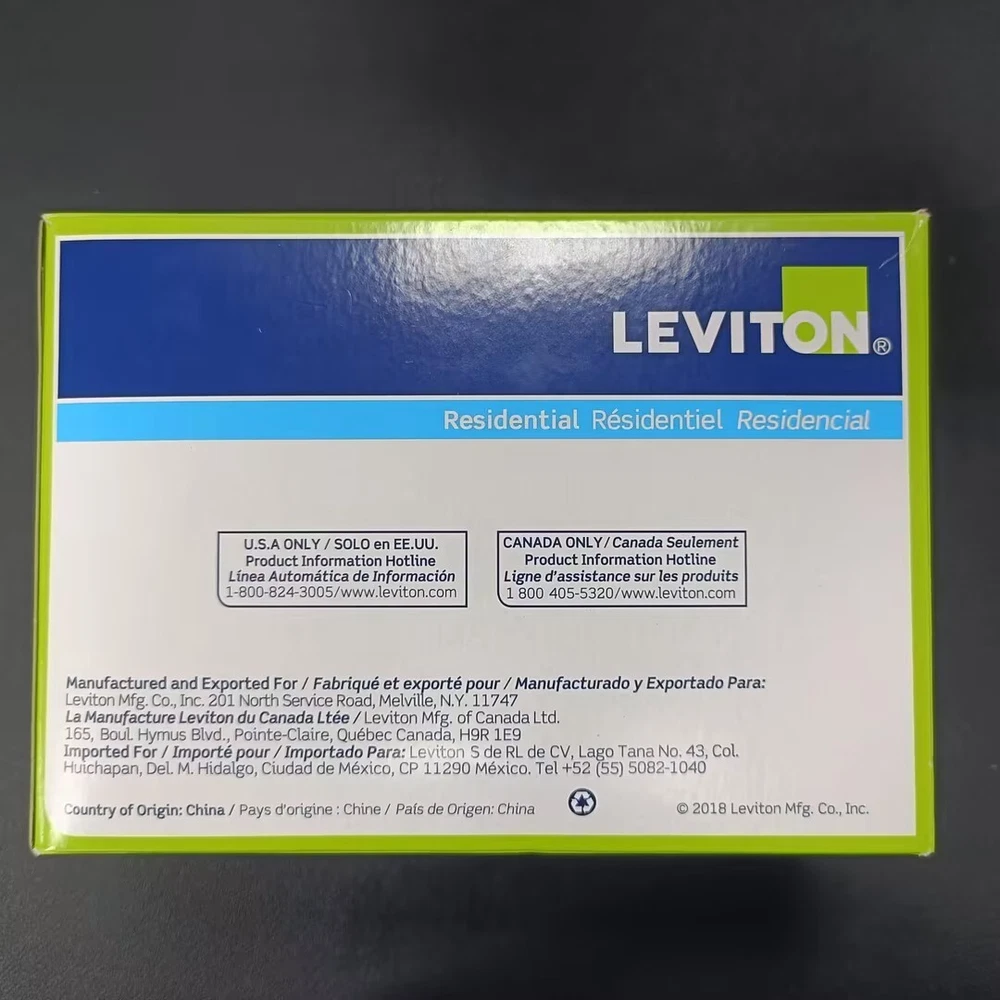 LEVITON®
Residential Résidentiel Residencial
U.S.A ONLY / SOLO en EE.UU.
Product Information Hotline
Línea Automática de Información
1-800-824-3005/www.leviton.com
CANADA ONLY/Canada Seulement
Product Information Hotline
Ligne d'assistance sur les produits
1 800 405-5320/www.leviton.com
Manufactured and Exported For / Fabriqué et exporté pour / Manufacturado y Exportado Para:
Leviton Mfg. Co., Inc. 201 North Service Road, Melville, N.Y. 11747
La Manufacture Leviton du Canada Ltée / Leviton Mfg. of Canada Ltd.
165, Boul. Hymus Blvd., Pointe-Claire, Québec Canada, H9R 1E9
Imported For / Importé pour / Importado Para: Leviton S de RL de CV, Lago Tana No. 43, Col.
Huichapan, Del. M. Hidalgo, Ciudad de México, CP 11290 México. Tel +52 (55) 5082-1040
Country of Origin: China / Pays d'origine : Chine / País de Origen: China
© 2018 Leviton Mfg. Co., Inc.